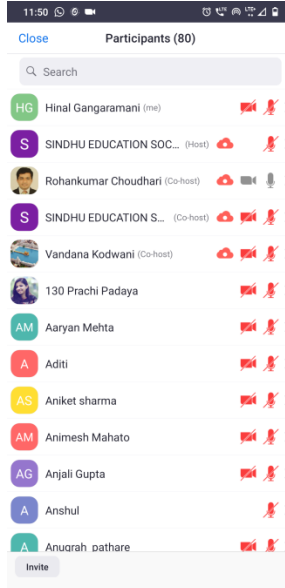 11:50
Close Participants (80)
Search
HG Hinal Gangaramani (me)
S SINDHU EDUCATION SOC... (Host)
Rohankumar Choudhari (Co-host)
S SINDHU EDUCATION S... (Co-host)
Vandana Kodwani (Co-host)
130 Prachi Padaya
AM Aaryan Mehta
A Aditi
AS Aniket sharma
AM Animesh Mahato
AG Anjali Gupta
A Anshul
A Anugrah pathare
Invite